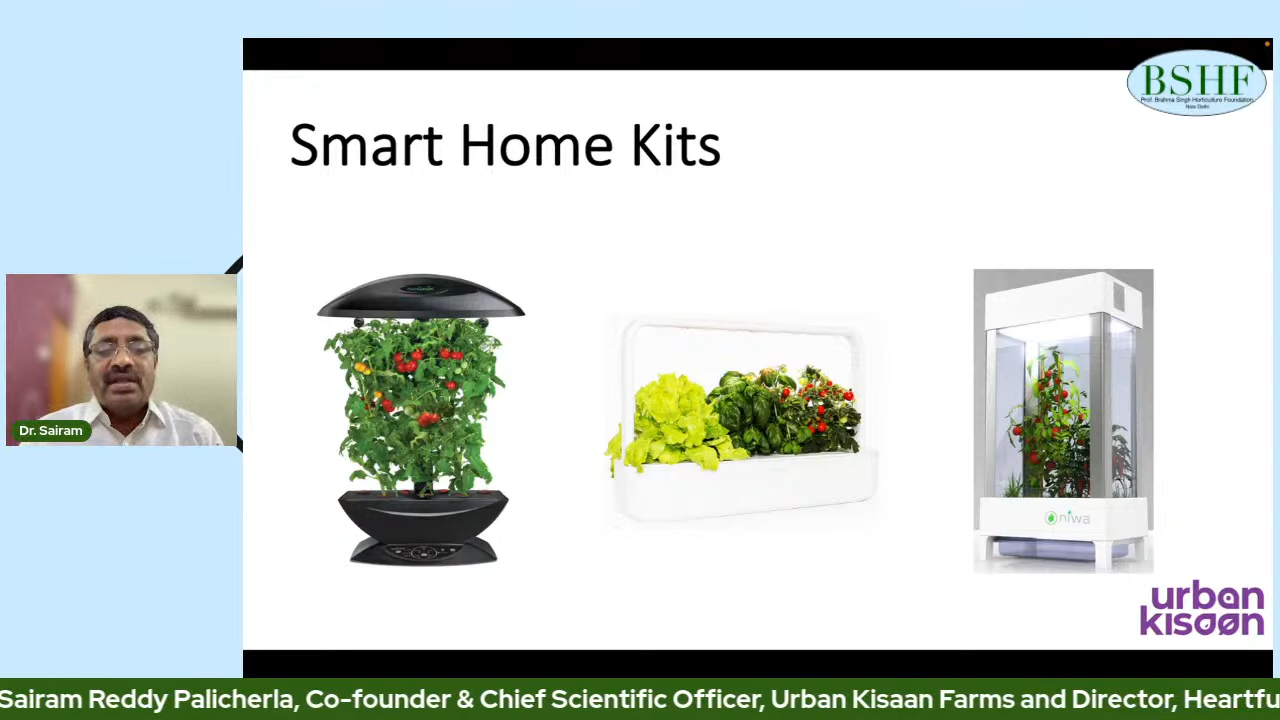 BSHF
Prof. Brahma Singh Horticulture Foundation
New Delhi
Smart Home Kits
Dr. Sairam
niwa
urban
kisaan
Sairam Reddy Palicherla, Co-founder & Chief Scientific Officer, Urban Kisaan Farms and Director, Heartfu